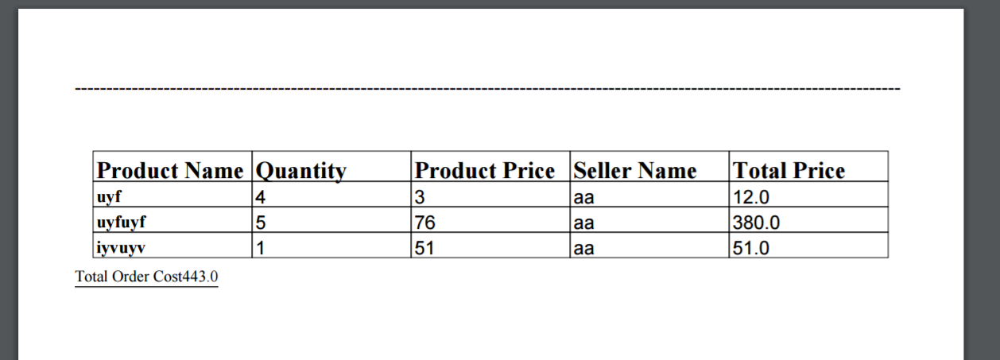 --------------------------------------------------------------------------------------------------------------------------------------
Product Name Quantity Product Price Seller Name Total Price
uyf 4 3 aa 12.0
uyfuyf 5 76 aa 380.0
iyvuyv 1 51 aa 51.0
Total Order Cost443.0